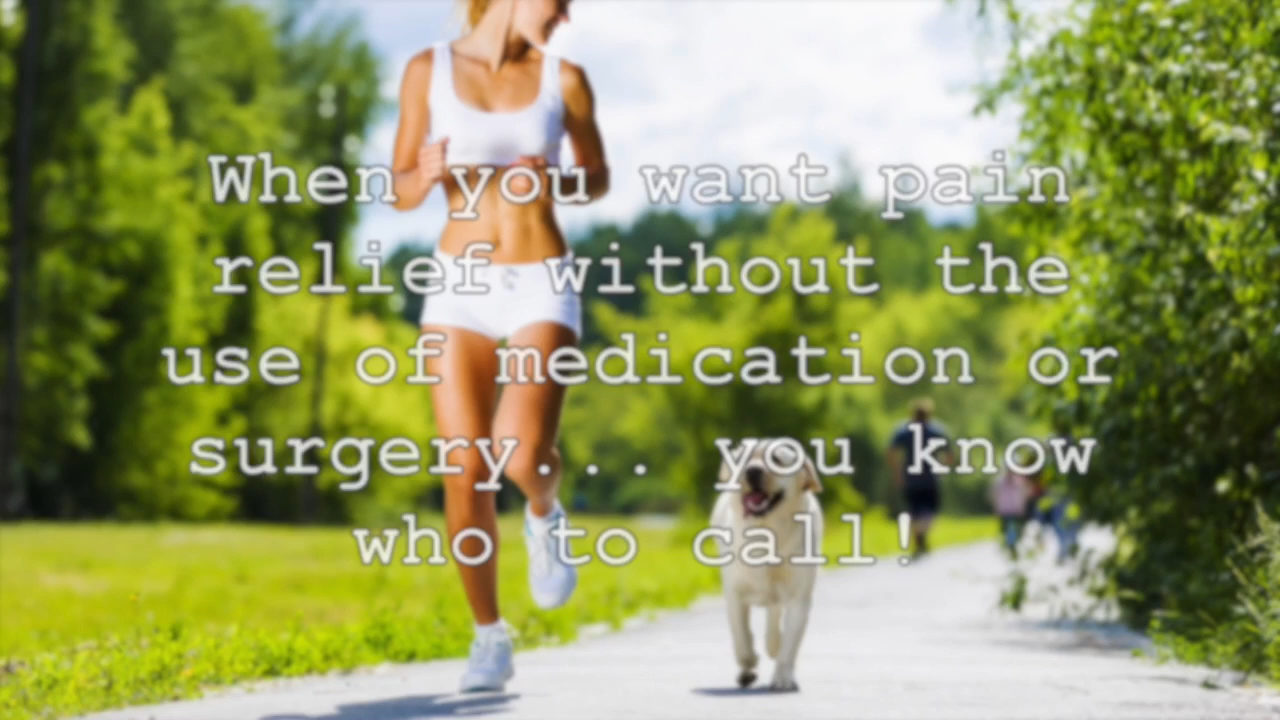 When you want pain
relief without the
use of medication or
surgery... you know
who to call!